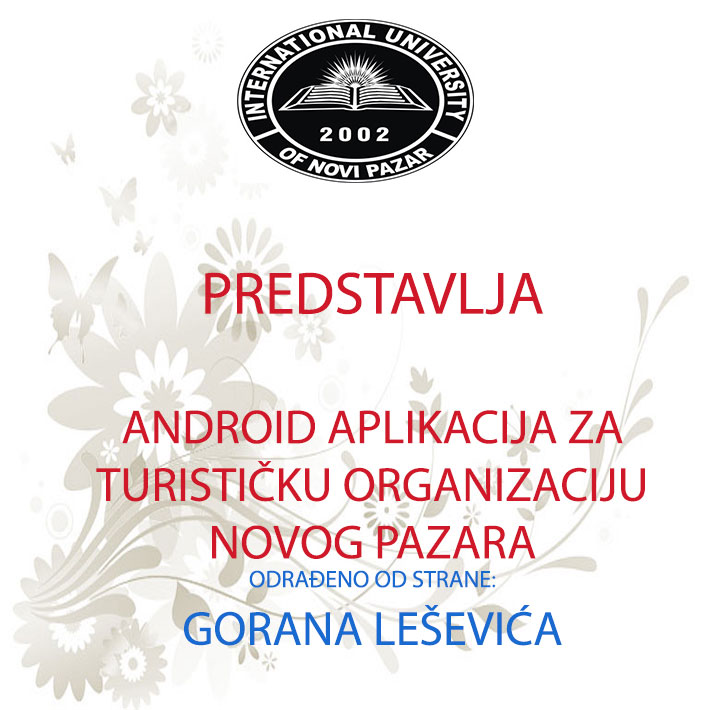 INTERNATIONAL UNIVERSITY
2002
OF NOVI PAZAR
PREDSTAVLJA
ANDROID APLIKACIJA ZA
TURISTIČKU ORGANIZACIJU
NOVOG PAZARA
ODRAĐENO OD STRANE:
GORANA LEŠEVIĆA